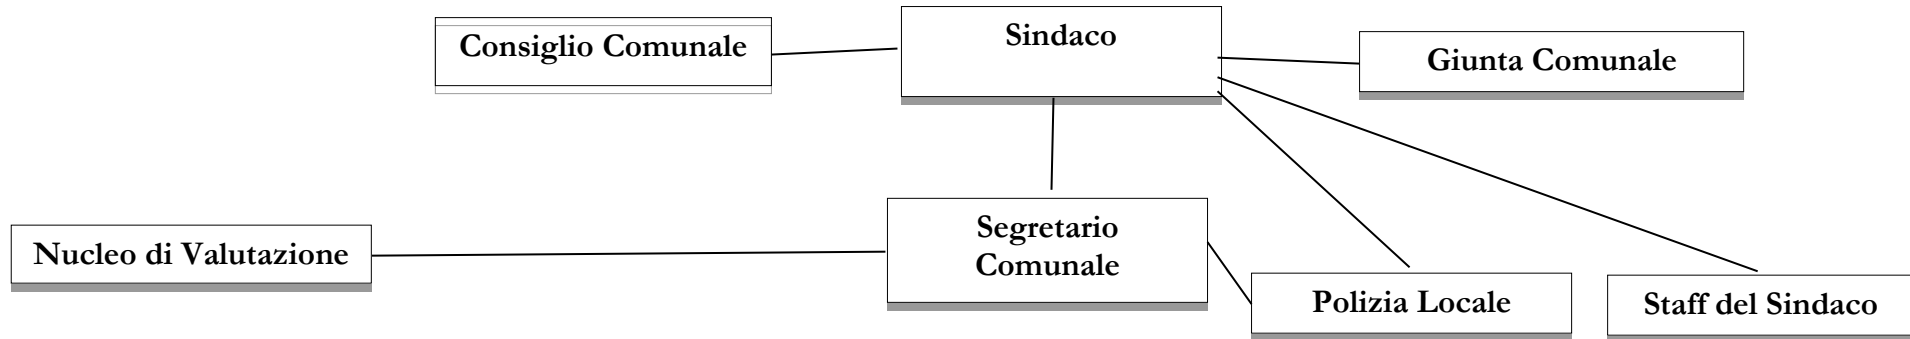 Consiglio Comunale
Sindaco
Giunta Comunale
Nucleo di Valutazione
Segretario
Comunale
Polizia Locale
Staff del Sindaco